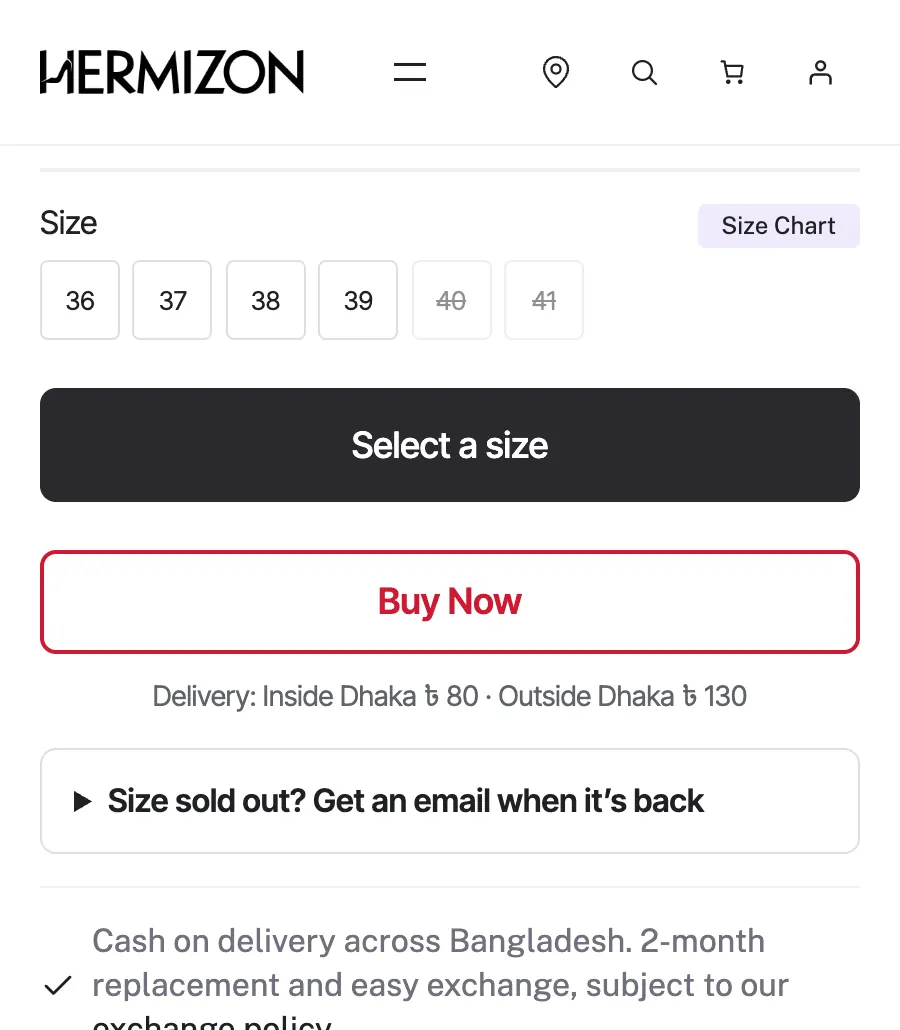 HERMIZON
Size
Size Chart
36 37 38 39 40 41
Select a size
Buy Now
Delivery: Inside Dhaka ৳ 80 · Outside Dhaka ৳ 130
▶ Size sold out? Get an email when it’s back
Cash on delivery across Bangladesh. 2-month
replacement and easy exchange, subject to our
exchange policy.